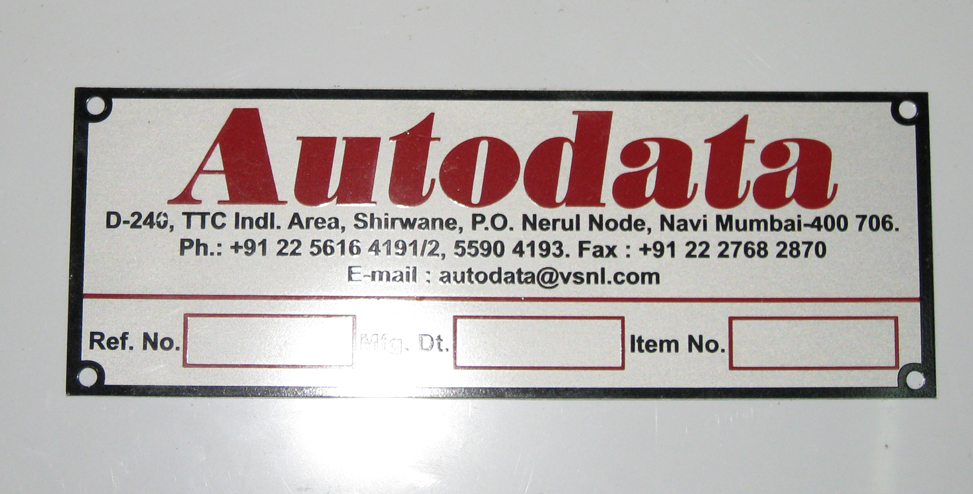 Autodata
D-240, TTC Indl. Area, Shirwane, P.O. Nerul Node, Navi Mumbai-400 706.
Ph.: +91 22 5616 4191/2, 5590 4193. Fax : +91 22 2768 2870
E-mail : autodata@vsnl.com
Ref. No. Mfg. Dt. Item No.